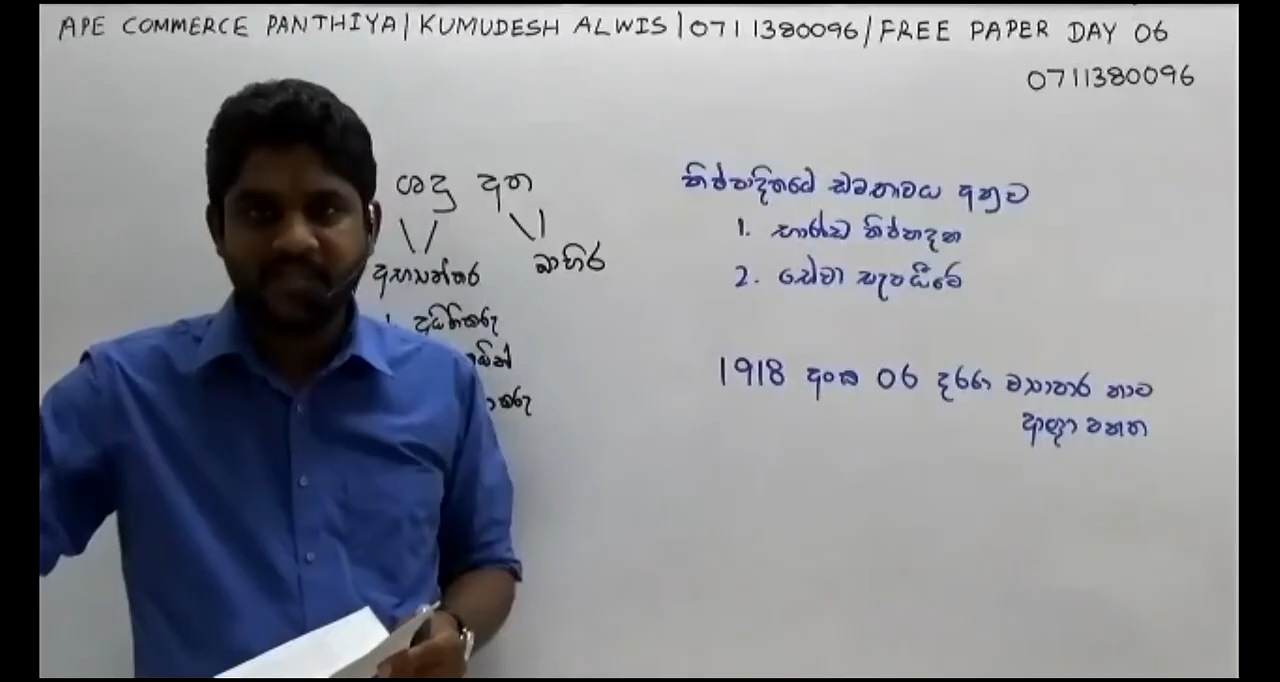 APE COMMERCE PANTHIYA/KUMUDESH ALWIS/0711380096/FREE PAPER DAY 06
0711380096
ශුද්‍ර අත
අභ්‍යන්තර
බාහිර
නිෂ්පාදිතයේ ස්වභාවය අනුව
1. භාණ්ඩ නිෂ්පාදන
2. සේවා සැපයීම්
1918 අංක 06 දරන ව්‍යාපාර නාම
ආඥා පනත